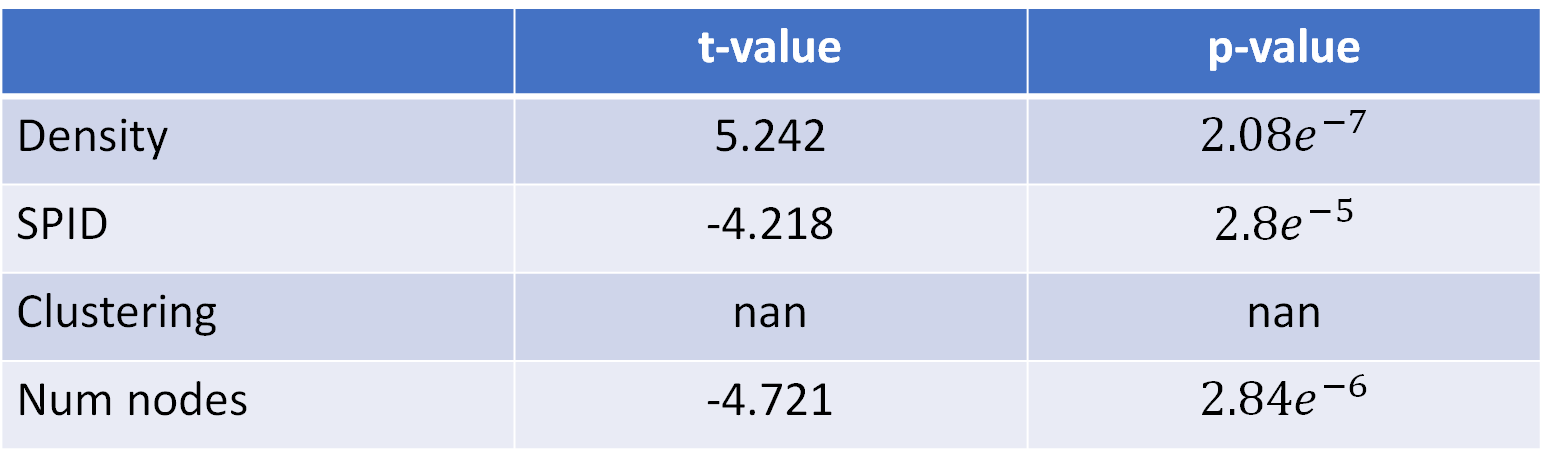 t-value p-value
Density 5.242 2.08e⁻⁷
SPID -4.218 2.8e⁻⁵
Clustering nan nan
Num nodes -4.721 2.84e⁻⁶